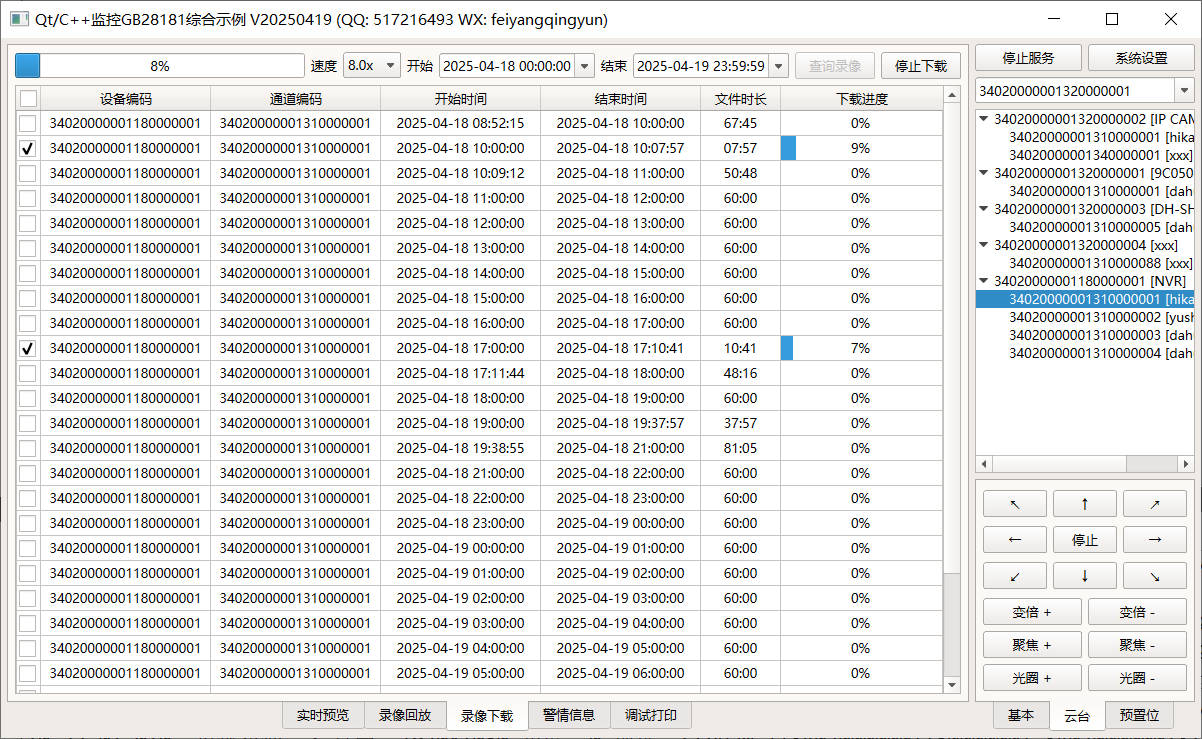 Qt/C++监控GB28181综合示例 V20250419 (QQ: 517216493 WX: feiyangqingyun)
8% 速度 8.0x 开始 2025-04-18 00:00:00 结束 2025-04-19 23:59:59 查询录像 停止下载
设备编码 通道编码 开始时间 结束时间 文件时长 下载进度
34020000001180000001 34020000001310000001 2025-04-18 08:52:15 2025-04-18 10:00:00 67:45 0%
34020000001180000001 34020000001310000001 2025-04-18 10:00:00 2025-04-18 10:07:57 07:57 9%
34020000001180000001 34020000001310000001 2025-04-18 10:09:12 2025-04-18 11:00:00 50:48 0%
34020000001180000001 34020000001310000001 2025-04-18 11:00:00 2025-04-18 12:00:00 60:00 0%
34020000001180000001 34020000001310000001 2025-04-18 12:00:00 2025-04-18 13:00:00 60:00 0%
34020000001180000001 34020000001310000001 2025-04-18 13:00:00 2025-04-18 14:00:00 60:00 0%
34020000001180000001 34020000001310000001 2025-04-18 14:00:00 2025-04-18 15:00:00 60:00 0%
34020000001180000001 34020000001310000001 2025-04-18 15:00:00 2025-04-18 16:00:00 60:00 0%
34020000001180000001 34020000001310000001 2025-04-18 16:00:00 2025-04-18 17:00:00 60:00 0%
34020000001180000001 34020000001310000001 2025-04-18 17:00:00 2025-04-18 17:10:41 10:41 7%
34020000001180000001 34020000001310000001 2025-04-18 17:11:44 2025-04-18 18:00:00 48:16 0%
34020000001180000001 34020000001310000001 2025-04-18 18:00:00 2025-04-18 19:00:00 60:00 0%
34020000001180000001 34020000001310000001 2025-04-18 19:00:00 2025-04-18 19:37:57 37:57 0%
34020000001180000001 34020000001310000001 2025-04-18 19:38:55 2025-04-18 21:00:00 81:05 0%
34020000001180000001 34020000001310000001 2025-04-18 21:00:00 2025-04-18 22:00:00 60:00 0%
34020000001180000001 34020000001310000001 2025-04-18 22:00:00 2025-04-18 23:00:00 60:00 0%
34020000001180000001 34020000001310000001 2025-04-18 23:00:00 2025-04-19 00:00:00 60:00 0%
34020000001180000001 34020000001310000001 2025-04-19 00:00:00 2025-04-19 01:00:00 60:00 0%
34020000001180000001 34020000001310000001 2025-04-19 01:00:00 2025-04-19 02:00:00 60:00 0%
34020000001180000001 34020000001310000001 2025-04-19 02:00:00 2025-04-19 03:00:00 60:00 0%
34020000001180000001 34020000001310000001 2025-04-19 03:00:00 2025-04-19 04:00:00 60:00 0%
34020000001180000001 34020000001310000001 2025-04-19 04:00:00 2025-04-19 05:00:00 60:00 0%
34020000001180000001 34020000001310000001 2025-04-19 05:00:00 2025-04-19 06:00:00 60:00 0%
实时预览 录像回放 录像下载 警情信息 调试打印
停止服务 系统设置
34020000001320000001
34020000001320000002 [IP CAM
34020000001310000001 [hika
34020000001340000001 [xxx]
34020000001320000001 [9C050
34020000001310000001 [dah
34020000001320000003 [DH-SH
34020000001310000005 [dah
34020000001320000004 [xxx]
34020000001310000088 [xxx]
34020000001180000001 [NVR]
34020000001310000001 [hika
34020000001310000002 [yush
34020000001310000003 [dah
34020000001310000004 [dah
↖ ↑ ↗
← 停止 →
↙ ↓ ↘
变倍 + 变倍 -
聚焦 + 聚焦 -
光圈 + 光圈 -
基本 云台 预置位